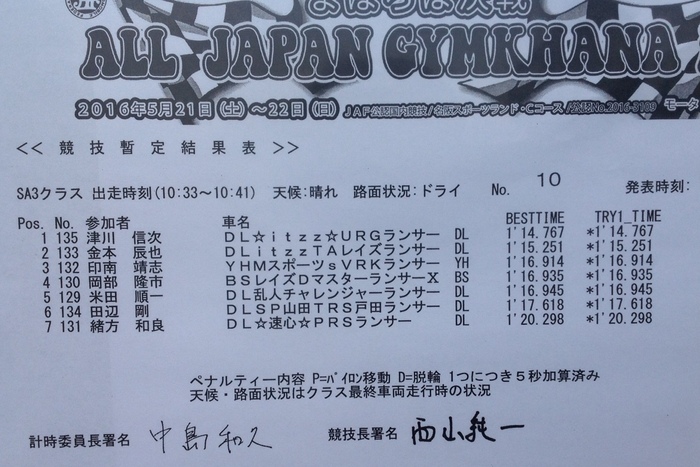 まほろば決戦
ALL JAPAN GYMKHANA
2016年5月21日(土)～22日(日) JAF公認国内競技/名阪スポーツランド・Cコース/公認No.2016-3109 モータ
<< 競技暫定結果表 >>
SA3クラス 出走時刻(10:33～10:41) 天候:晴れ 路面状況:ドライ No. 10 発表時刻:
Pos. No. 参加者 車名 BESTTIME TRY1_TIME
1 135 津川 信次 DL☆itzz☆URGランサー DL 1'14.767 *1'14.767
2 133 金本 辰也 DLitzzTAレイズランサー DL 1'15.251 *1'15.251
3 132 印南 靖志 YHMスポーツsVRKランサー YH 1'16.914 *1'16.914
4 130 岡部 隆市 BSレイズDマスターランサーX BS 1'16.935 *1'16.935
5 129 米田 順一 DL乱人チャレンジャーランサー DL 1'16.945 *1'16.945
6 134 田辺 剛 DLSP山田TRS戸田ランサー DL 1'17.618 *1'17.618
7 131 緒方 和良 DL☆速心☆PRSランサー DL 1'20.298 *1'20.298
ペナルティー内容 P=ﾊﾟｲﾛﾝ移動 D=脱輪 1つにつき5秒加算済み
天候・路面状況はクラス最終車両走行時の状況
計時委員長署名 中島和久 競技長署名 西山純一